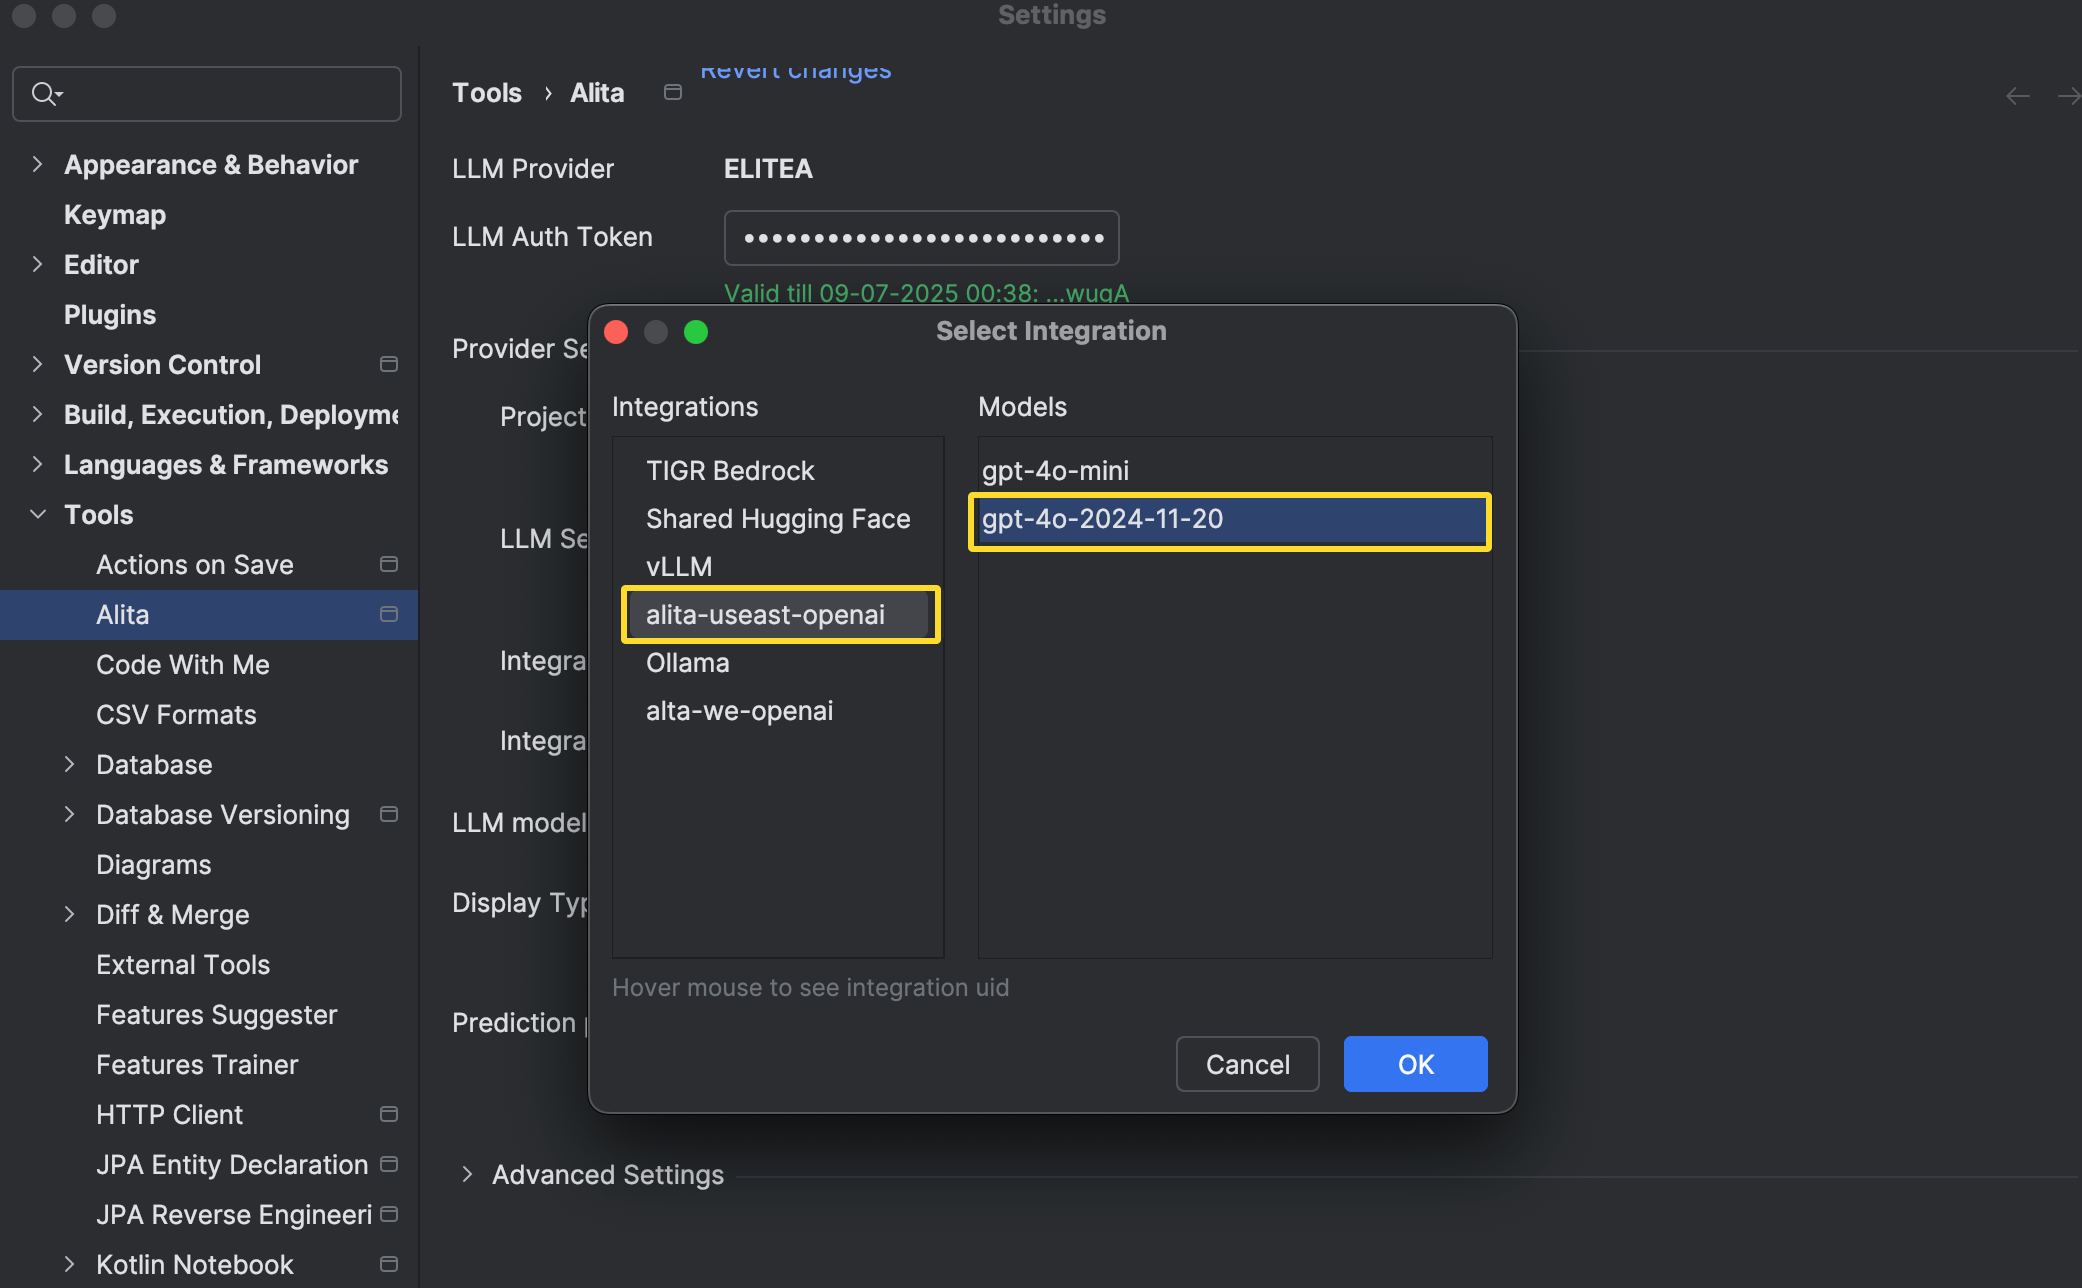 Settings
Appearance & Behavior
Keymap
Editor
Plugins
Version Control
Build, Execution, Deployme
Languages & Frameworks
Tools
Actions on Save
Alita
Code With Me
CSV Formats
Database
Database Versioning
Diagrams
Diff & Merge
External Tools
Features Suggester
Features Trainer
HTTP Client
JPA Entity Declaration
JPA Reverse Engineeri
Kotlin Notebook
Tools › Alita
Revert changes
LLM Provider ELITEA
LLM Auth Token
Valid till 09-07-2025 00:38: ...wuqA
Provider Se
Project
LLM Se
Integra
Integra
LLM model
Display Typ
Prediction p
Advanced Settings
Select Integration
Integrations
TIGR Bedrock
Shared Hugging Face
vLLM
alita-useast-openai
Ollama
alta-we-openai
Models
gpt-4o-mini
gpt-4o-2024-11-20
Hover mouse to see integration uid
Cancel
OK